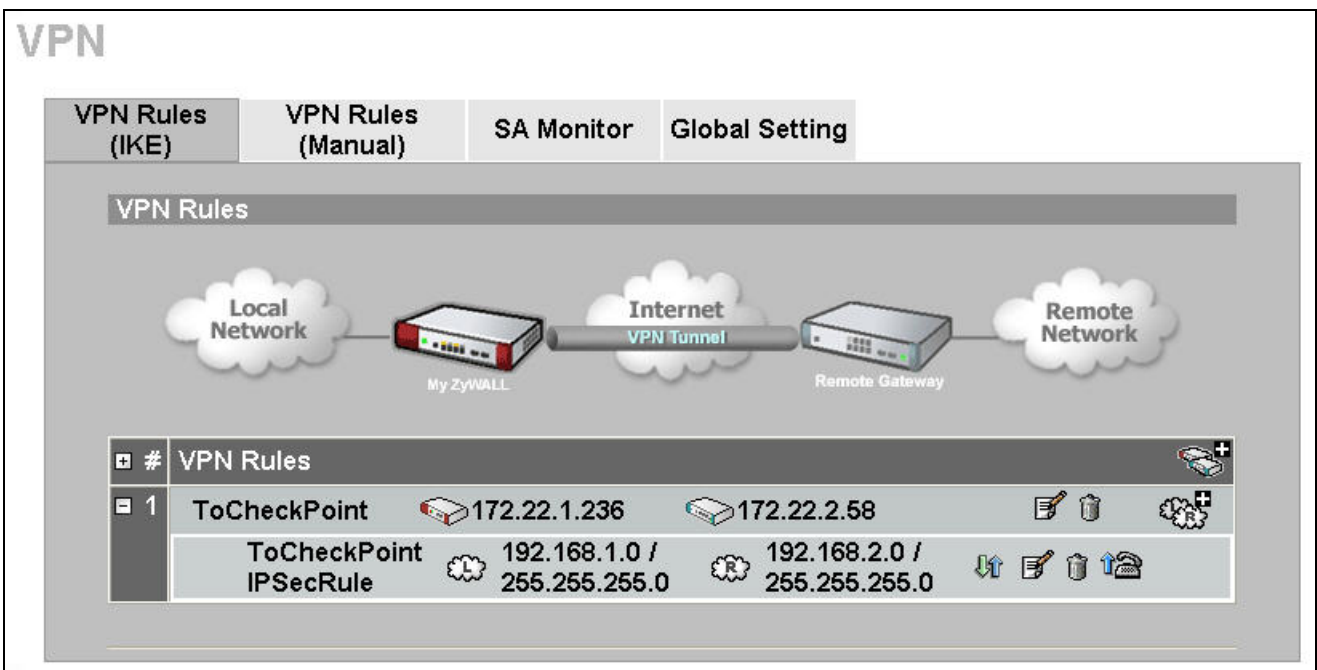 VPN
VPN Rules
(IKE)
VPN Rules
(Manual)
SA Monitor
Global Setting
VPN Rules
Local
Network
My ZyWALL
Internet
VPN Tunnel
Remote Gateway
Remote
Network
# VPN Rules
1 ToCheckPoint 172.22.1.236 172.22.2.58
ToCheckPoint L 192.168.1.0 / R 192.168.2.0 /
IPSecRule 255.255.255.0 255.255.255.0
R